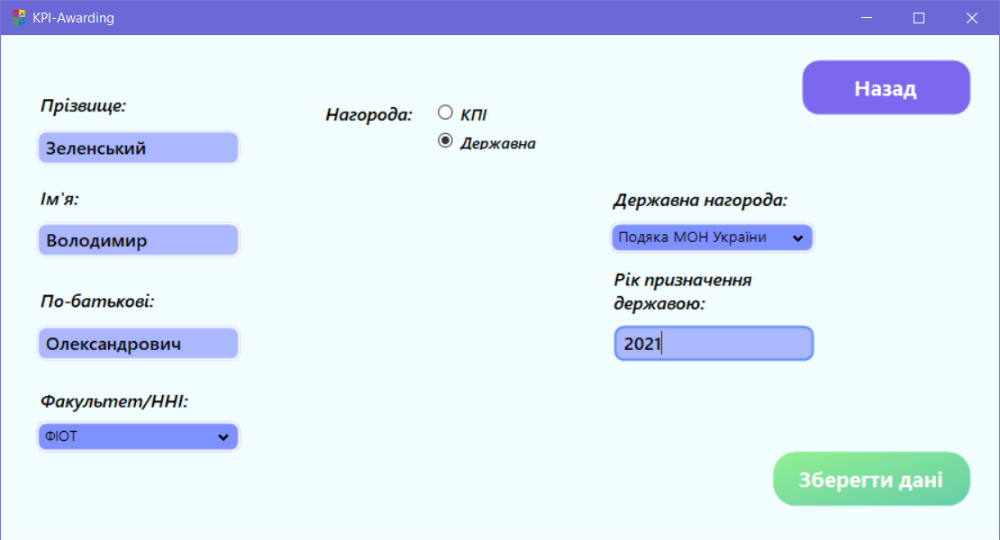 KPI-Awarding
Назад
Прізвище:
Зеленський
Нагорода:
КПІ
Державна
Ім'я:
Володимир
Державна нагорода:
Подяка МОН України
По-батькові:
Олександрович
Рік призначення
державою:
2021
Факультет/ННІ:
ФІОТ
Зберегти дані